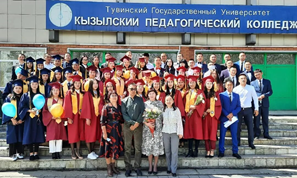 Тувинский Государственный Университет
КЫЗЫЛСКИЙ ПЕДАГОГИЧЕСКИЙ КОЛЛЕДЖ